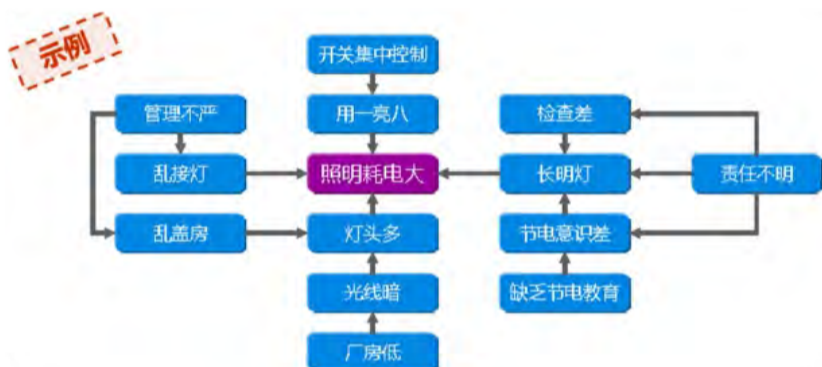 示例
开关集中控制
管理不严
用一亮八
检查差
乱接灯
照明耗电大
长明灯
责任不明
乱盖房
灯头多
节电意识差
光线暗
缺乏节电教育
厂房低